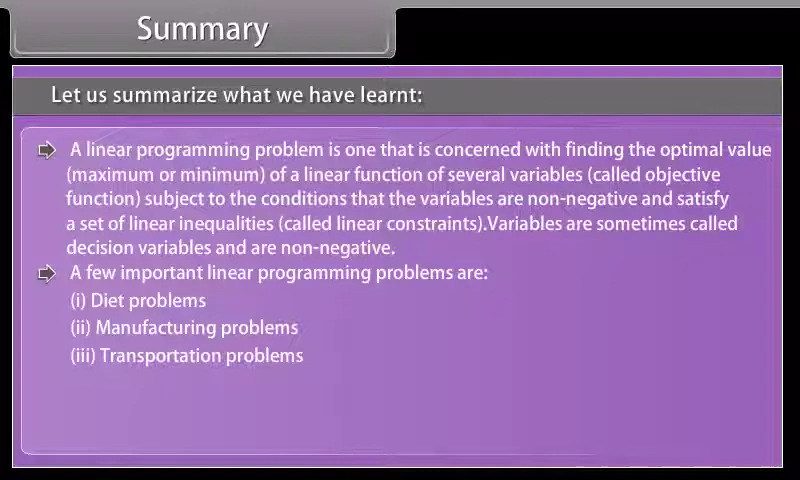 Summary
Let us summarize what we have learnt:
A linear programming problem is one that is concerned with finding the optimal value
(maximum or minimum) of a linear function of several variables (called objective
function) subject to the conditions that the variables are non-negative and satisfy
a set of linear inequalities (called linear constraints).Variables are sometimes called
decision variables and are non-negative.
A few important linear programming problems are:
(i) Diet problems
(ii) Manufacturing problems
(iii) Transportation problems